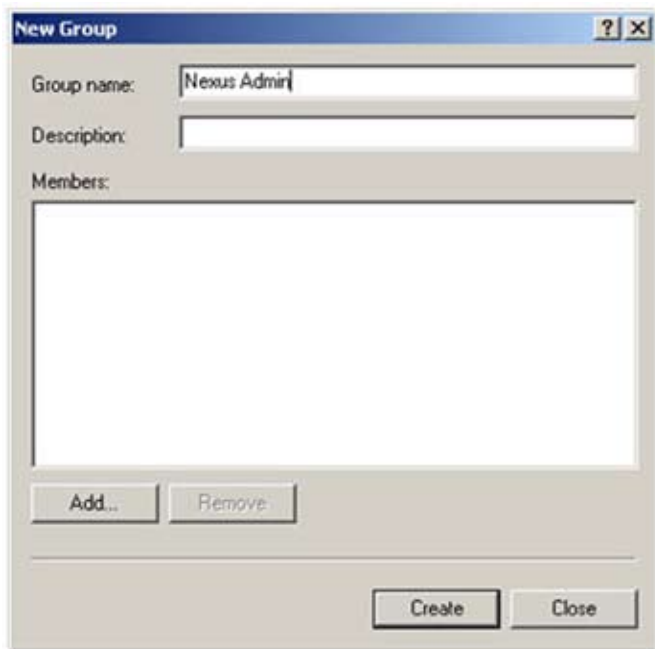 New Group
Group name: Nexus Admin
Description:
Members:
Add... Remove
Create Close